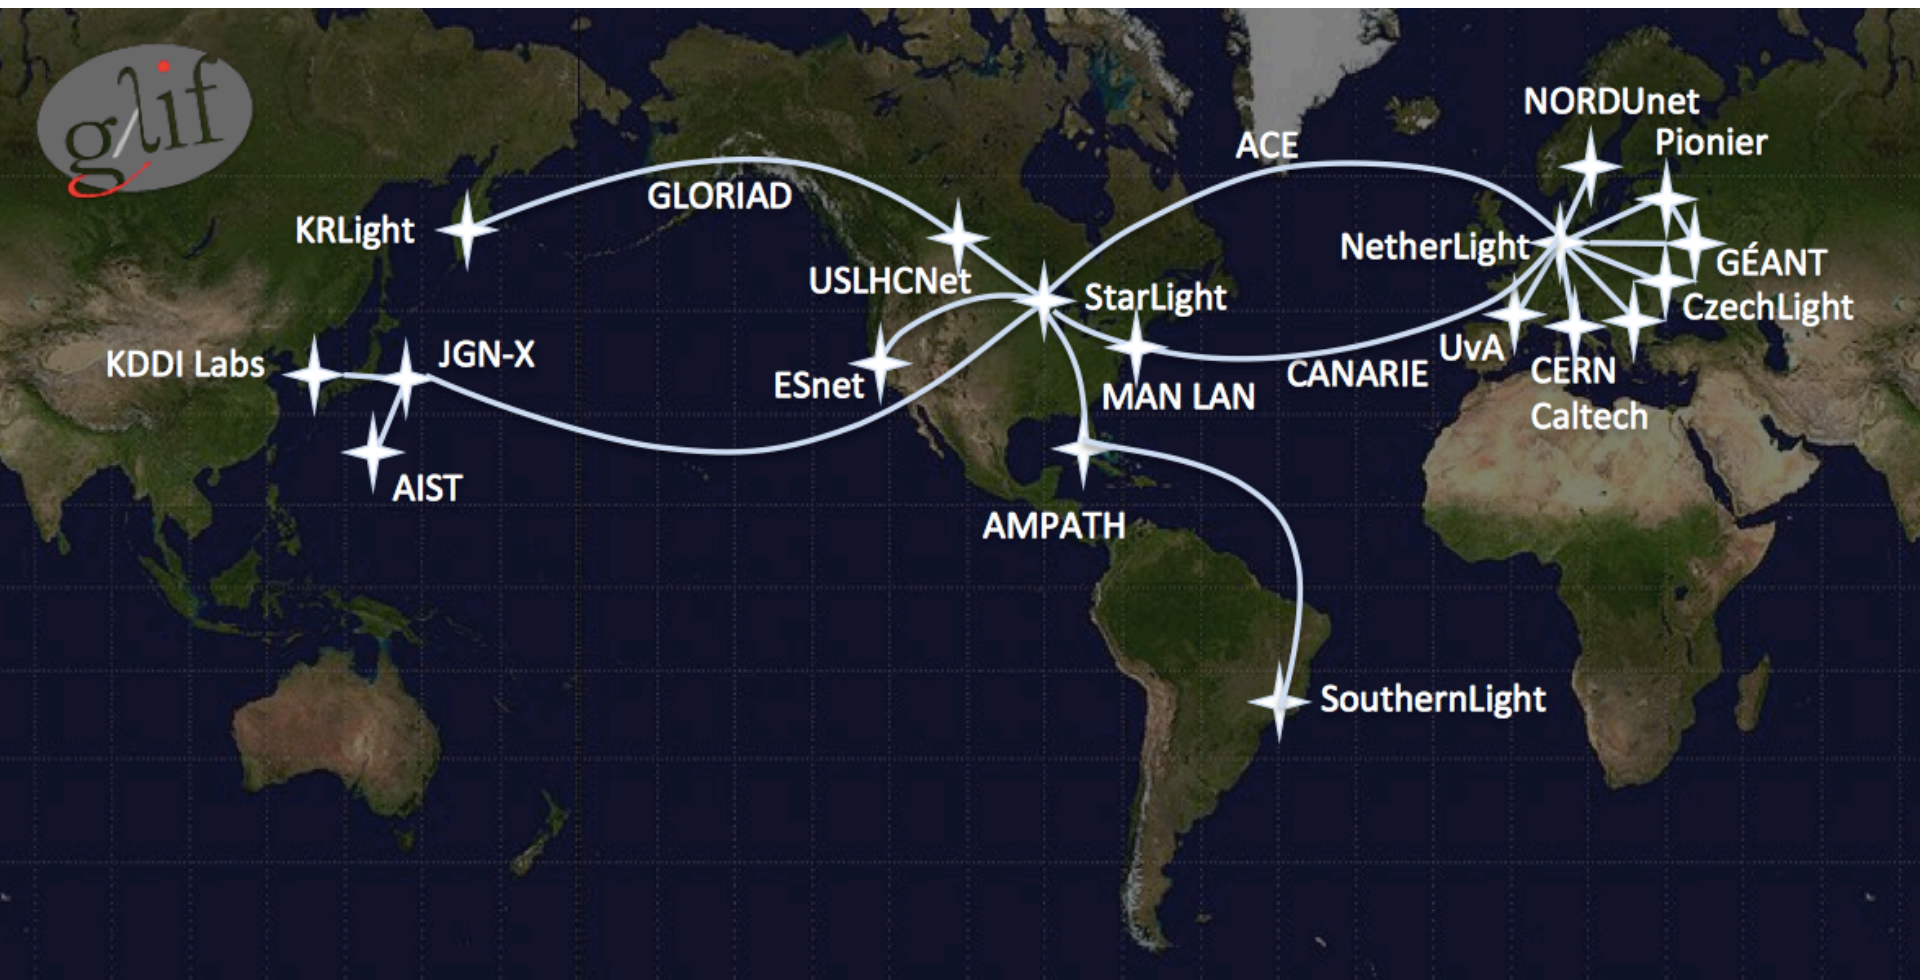 glif
NORDUnet
Pionier
ACE
GLORIAD
KRLight
NetherLight
GÉANT
USLHCNet
StarLight
CzechLight
UvA
JGN-X
KDDI Labs
ESnet
CANARIE
CERN
Caltech
MAN LAN
AIST
AMPATH
SouthernLight